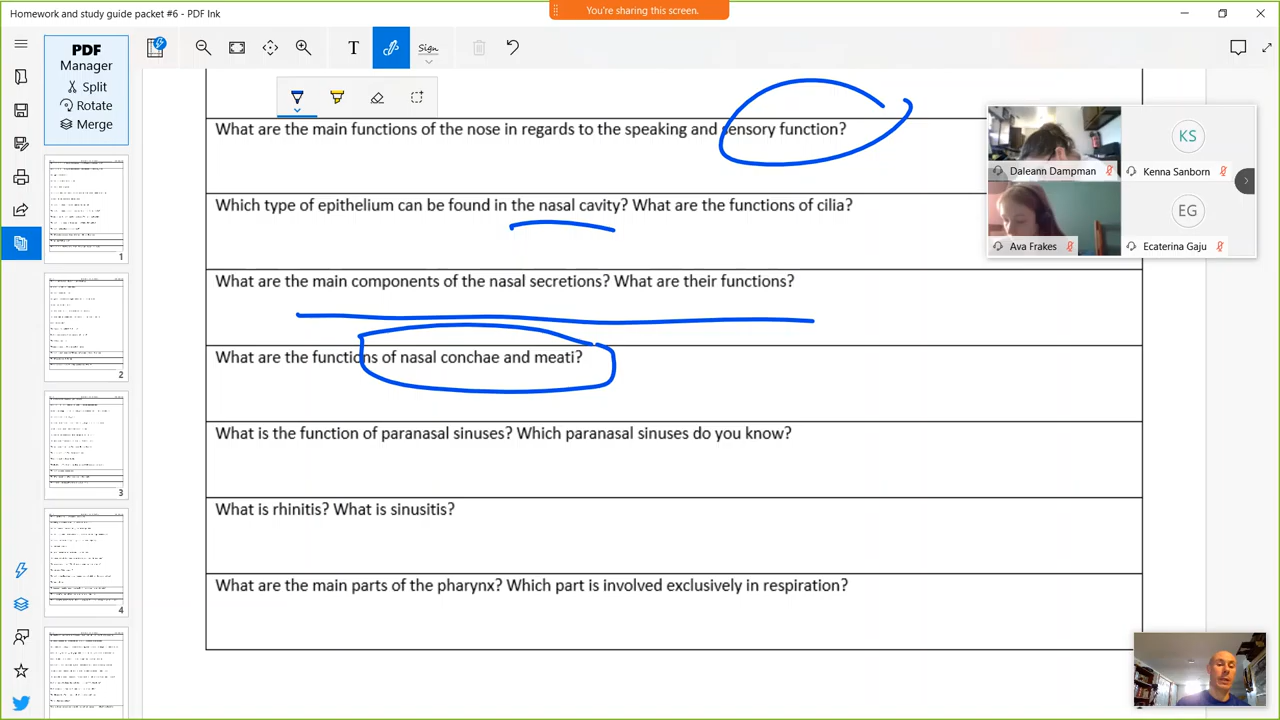 Homework and study guide packet #6 - PDF Ink
You're sharing this screen.
PDF
Manager
Split
Rotate
Merge
T
Sign
What are the main functions of the nose in regards to the speaking and sensory function?
Which type of epithelium can be found in the nasal cavity? What are the functions of cilia?
What are the main components of the nasal secretions? What are their functions?
What are the functions of nasal conchae and meati?
What is the function of paranasal sinuses? Which paranasal sinuses do you know?
What is rhinitis? What is sinusitis?
What are the main parts of the pharynx? Which part is involved exclusively in respiration?
KS
Daleann Dampman
Kenna Sanborn
EG
Ava Frakes
Ecaterina Gaju
1
2
3
4